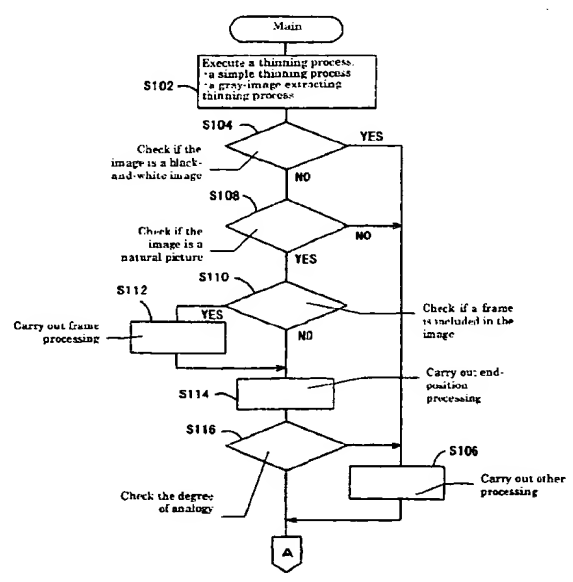 Main
Execute a thinning process.
·a simple thinning process
·a gray-image extracting
thinning process
S102
S104
YES
Check if the
image is a black-
and-white image
NO
S108
Check if the
image is a
natural picture
NO
YES
S110
S112
YES
Check if a frame
is included in the
image
Carry out frame
processing
NO
Carry out end-
position
processing
S114
S116
S106
Carry out other
processing
Check the degree
of analogy
A